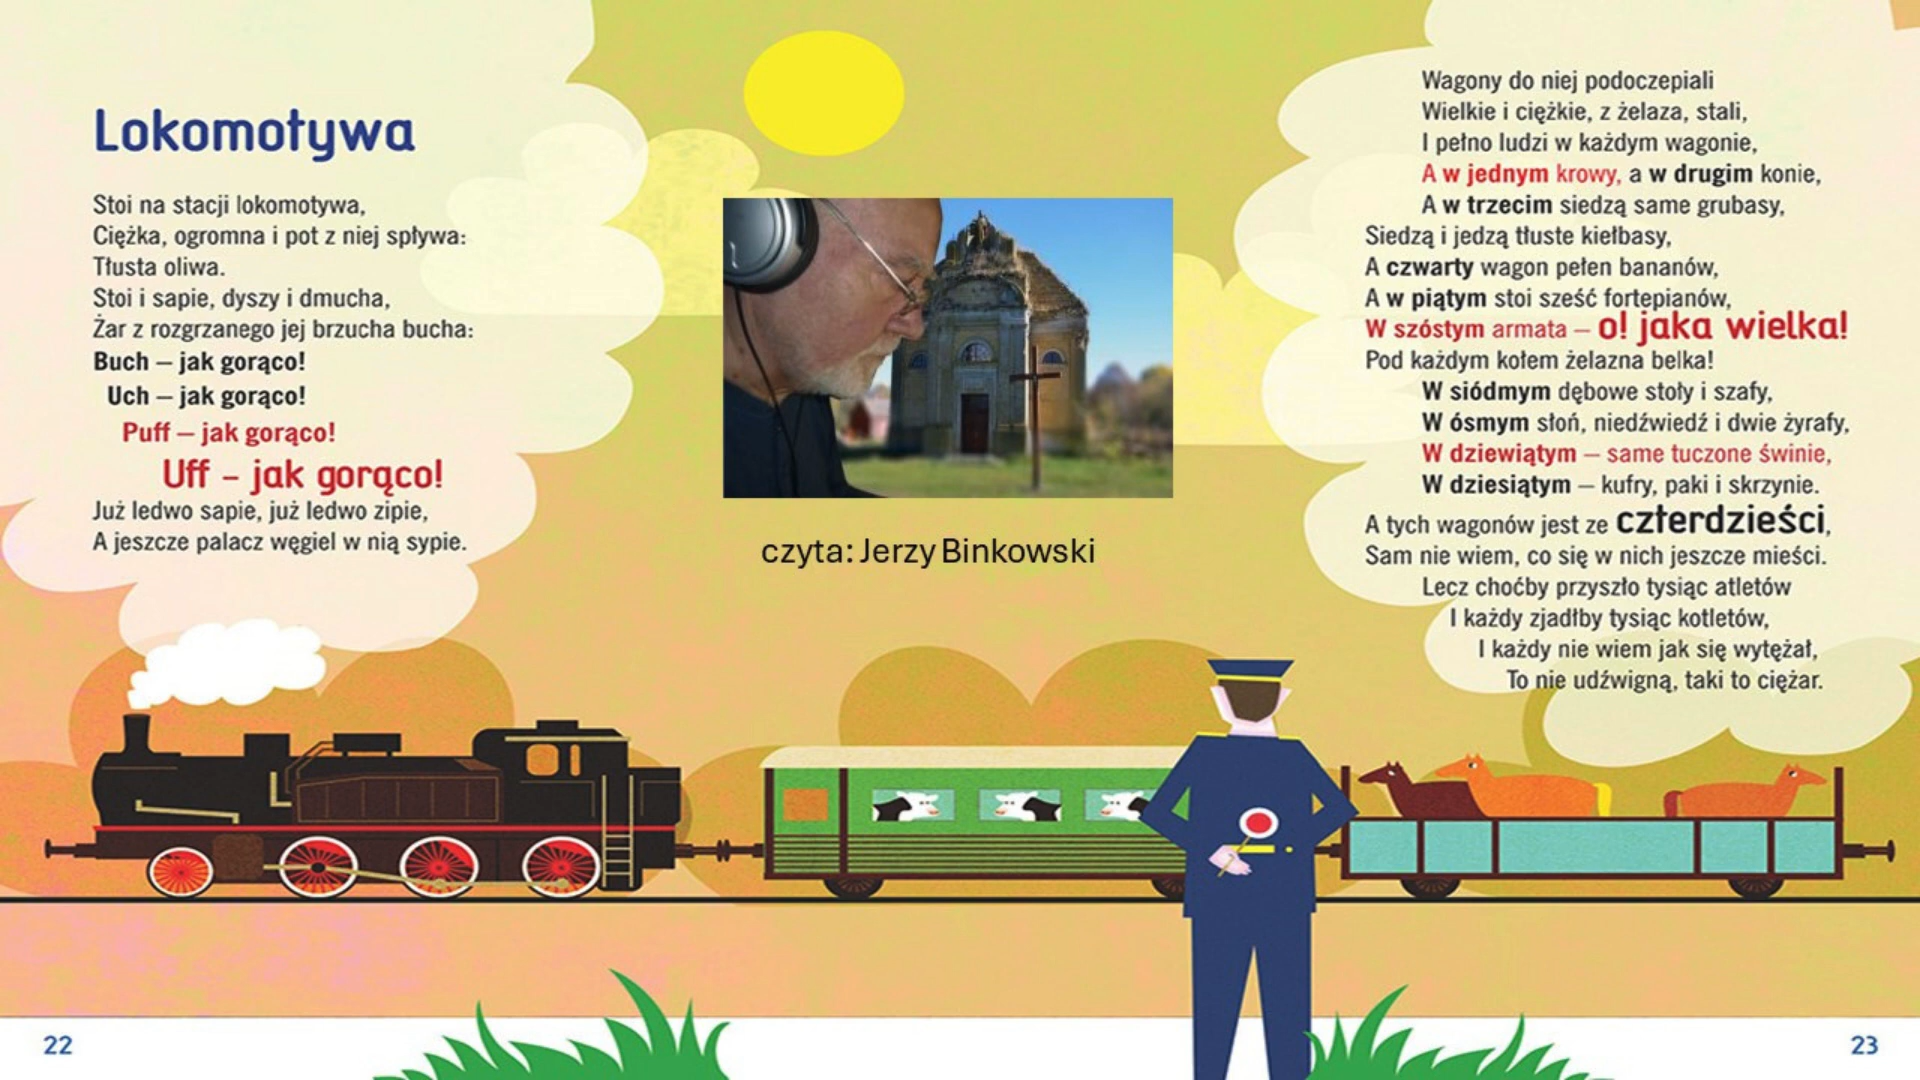 Lokomotywa
Stoi na stacji lokomotywa,
Ciężka, ogromna i pot z niej spływa:
Tłusta oliwa.
Stoi i sapie, dyszy i dmucha,
Żar z rozgrzanego jej brzucha bucha:
Buch – jak gorąco!
Uch – jak gorąco!
Puff – jak gorąco!
Uff – jak gorąco!
Już ledwo sapie, już ledwo zipie,
A jeszcze palacz węgiel w nią sypie.
czyta: Jerzy Binkowski
Wagony do niej podoczepiali
Wielkie i ciężkie, z żelaza, stali,
I pełno ludzi w każdym wagonie,
A w jednym krowy, a w drugim konie,
A w trzecim siedzą same grubasy,
Siedzą i jedzą tłuste kiełbasy,
A czwarty wagon pełen bananów,
A w piątym stoi sześć fortepianów,
W szóstym armata – o! jaka wielka!
Pod każdym kołem żelazna belka!
W siódmym dębowe stoły i szafy,
W ósmym słoń, niedźwiedź i dwie żyrafy,
W dziewiątym – same tuczone świnie,
W dziesiątym – kufry, paki i skrzynie.
A tych wagonów jest ze czterdzieści,
Sam nie wiem, co się w nich jeszcze mieści.
Lecz choćby przyszło tysiąc atletów
I każdy zjadłby tysiąc kotletów,
I każdy nie wiem jak się wytężał,
To nie udźwigną, taki to ciężar.
22
23